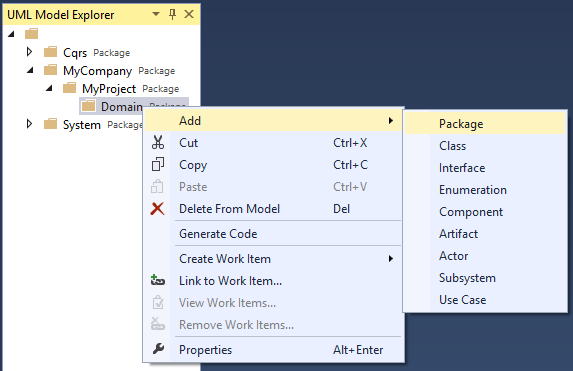 UML Model Explorer
Cqrs Package
MyCompany Package
MyProject Package
Domain Package
System Package
Add
Cut Ctrl+X
Copy Ctrl+C
Paste Ctrl+V
Delete From Model Del
Generate Code
Create Work Item
Link to Work Item...
View Work Items...
Remove Work Items...
Properties Alt+Enter
Package
Class
Interface
Enumeration
Component
Artifact
Actor
Subsystem
Use Case